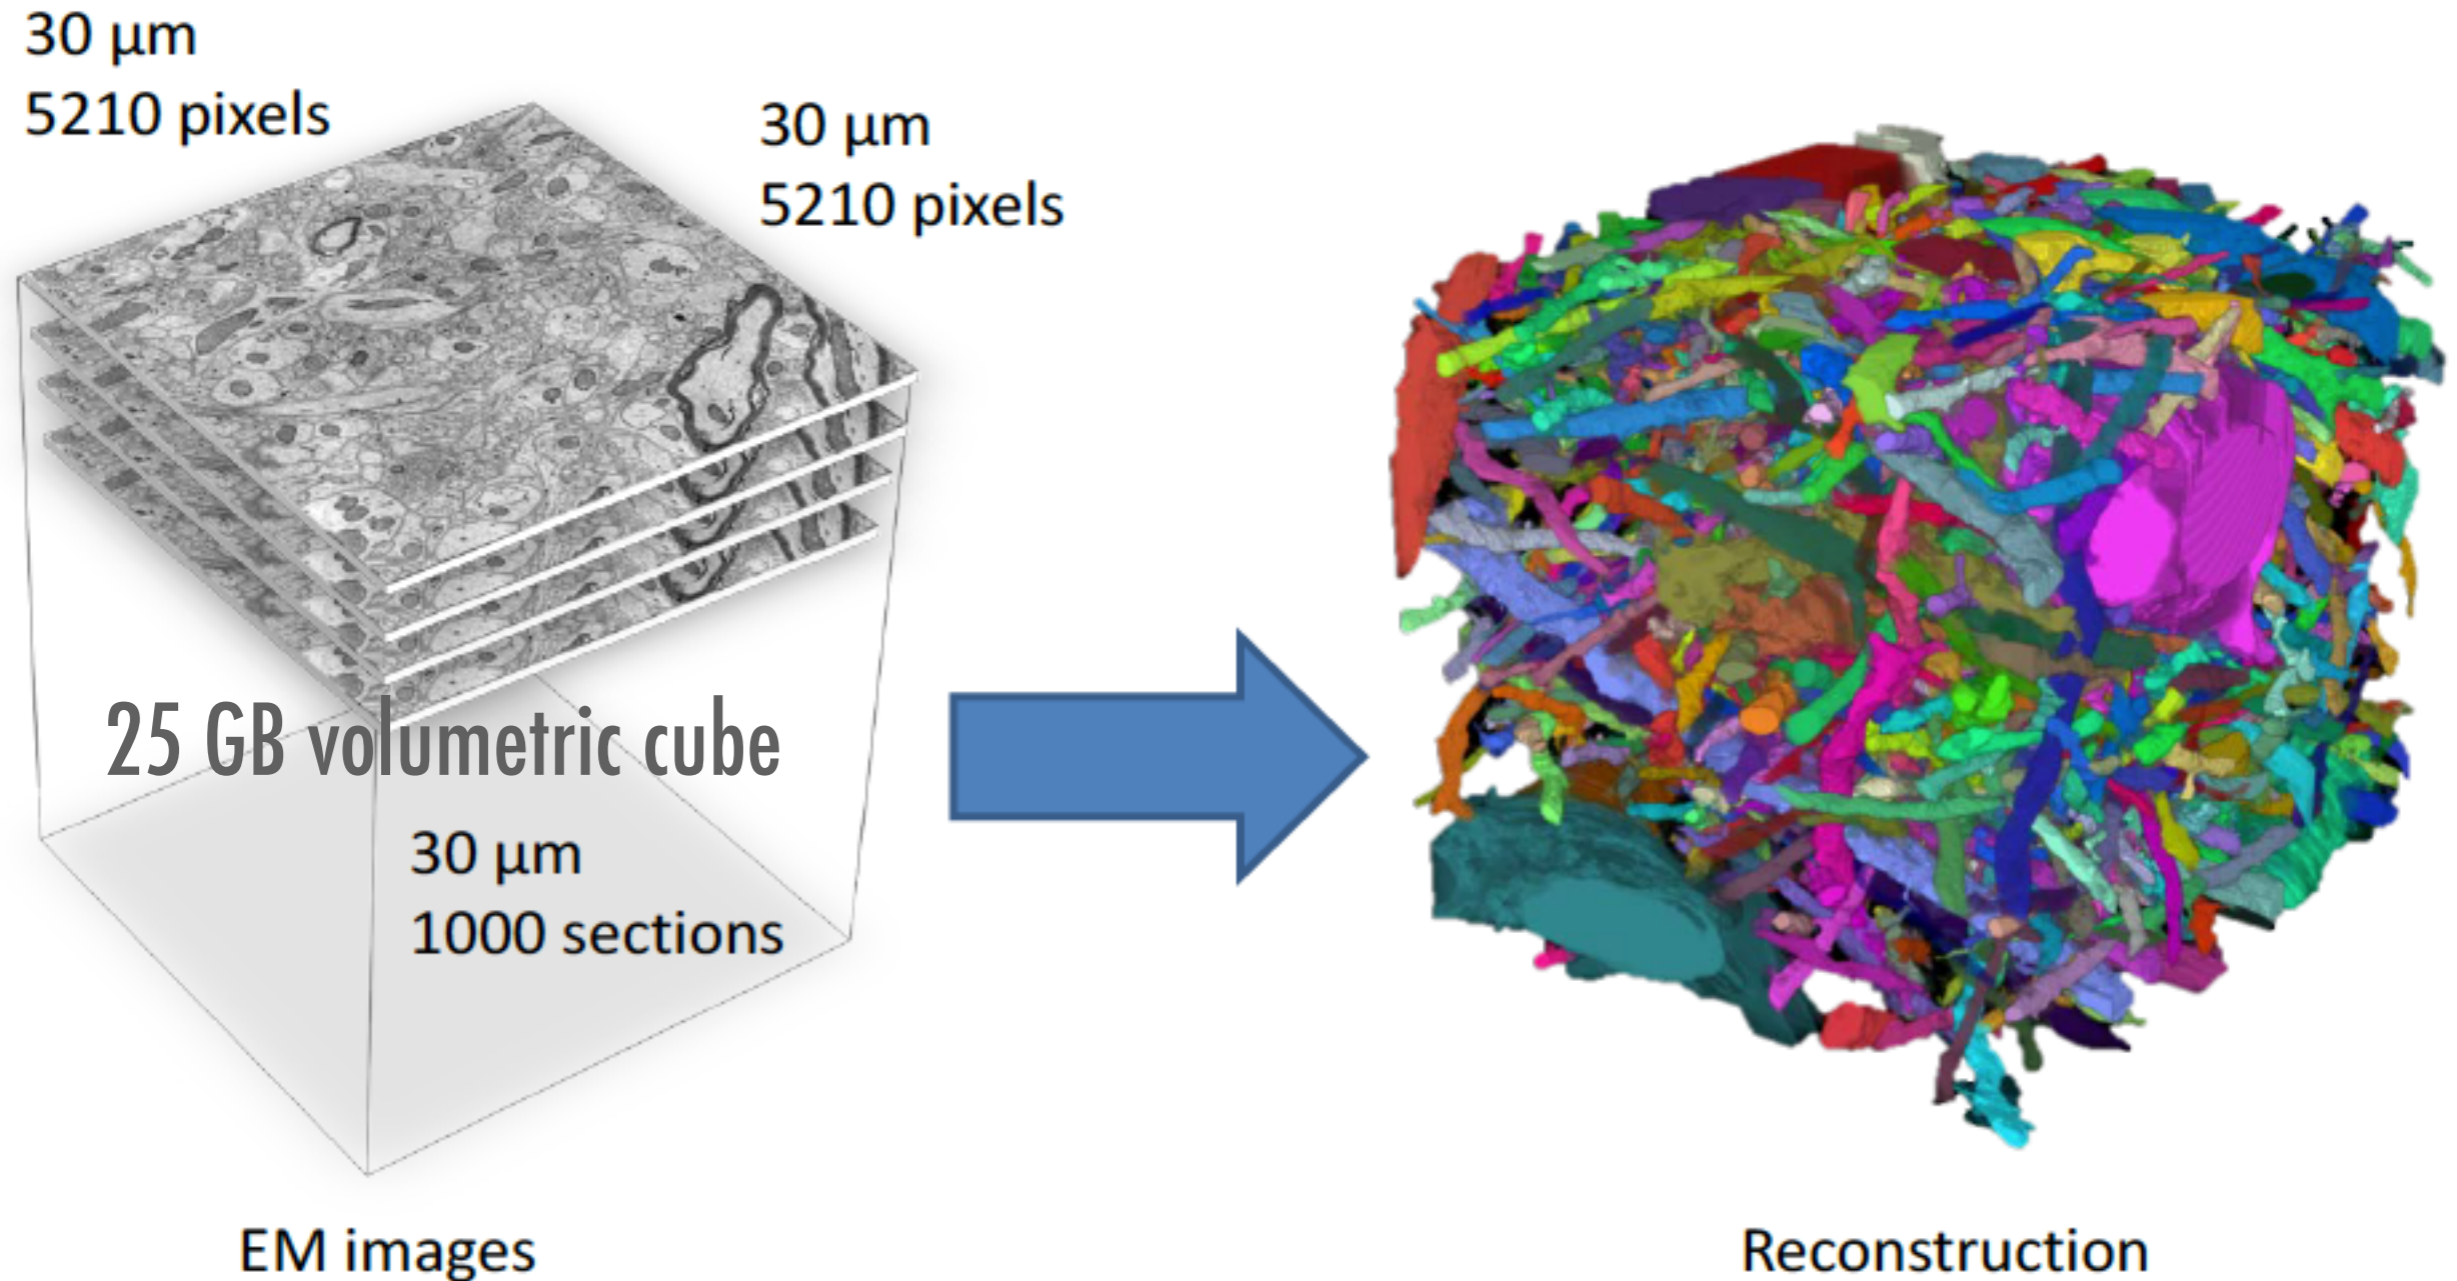 30 µm
5210 pixels
30 µm
5210 pixels
25 GB volumetric cube
30 µm
1000 sections
EM images
Reconstruction